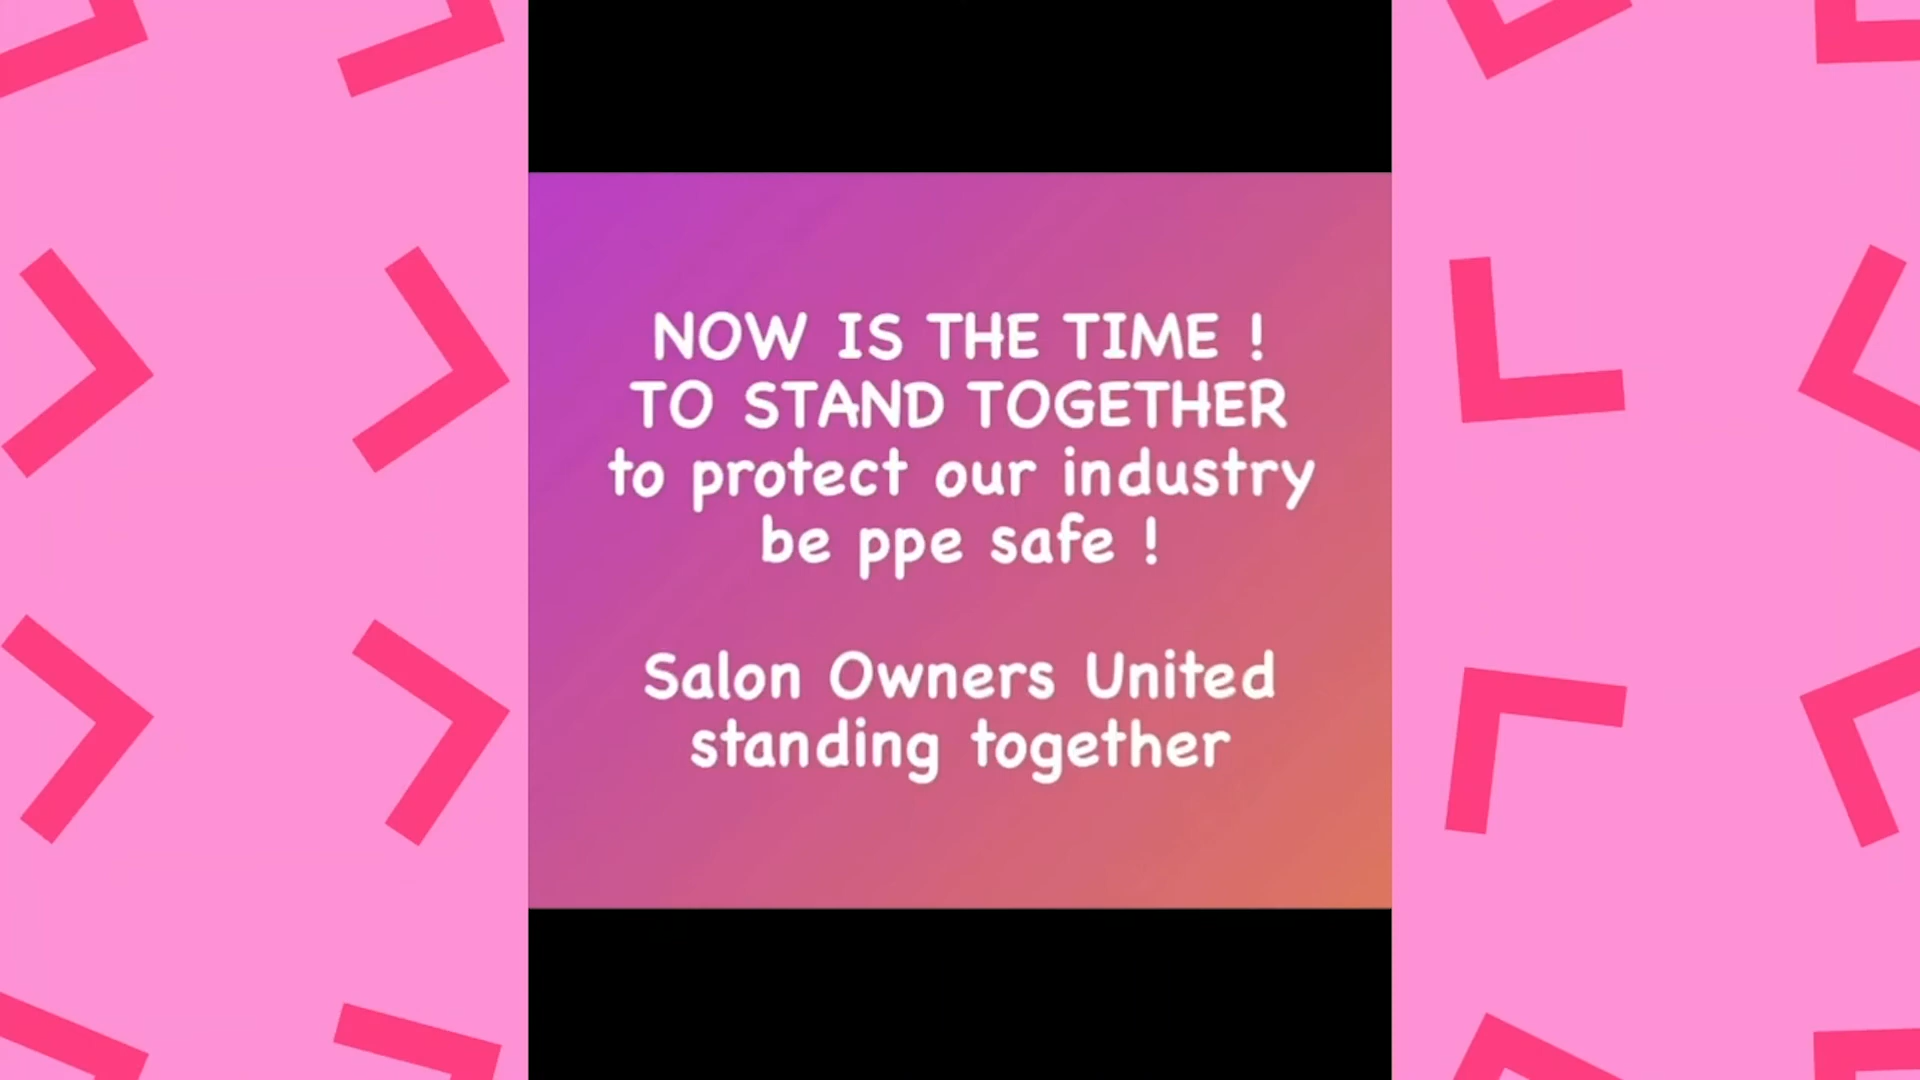 NOW IS THE TIME !
TO STAND TOGETHER
to protect our industry
be ppe safe !
Salon Owners United
standing together